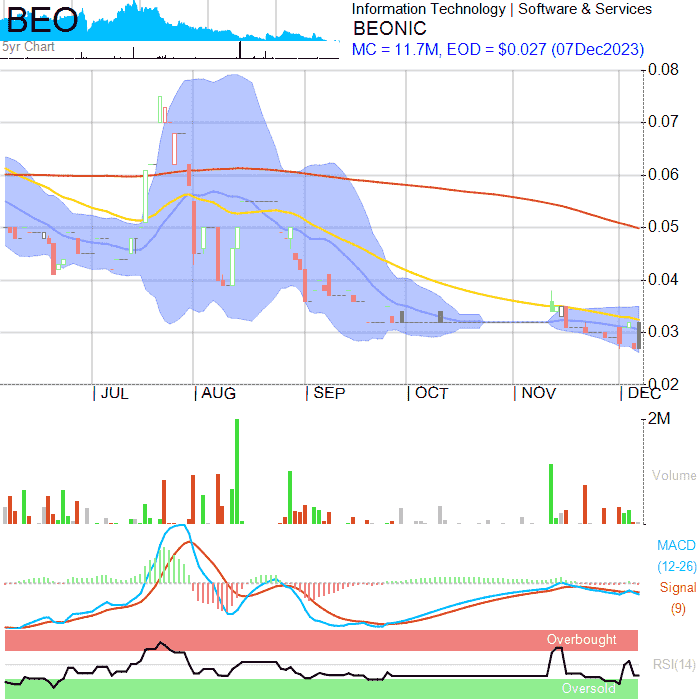 BEO
Information Technology | Software & Services
BEONIC
5yr Chart
MC = 11.7M, EOD = $0.027 (07Dec2023)
0.08
0.07
0.06
0.05
0.04
0.03
0.02
JUL AUG SEP OCT NOV DEC
2M
Volume
MACD
(12-26)
Signal
(9)
Overbought
RSI(14)
Oversold